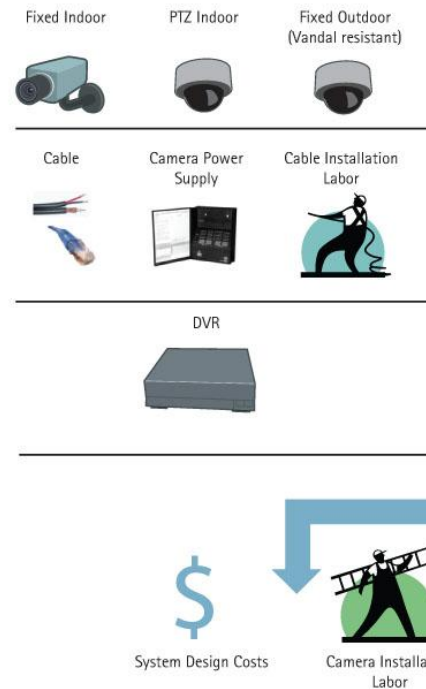 Fixed Indoor
PTZ Indoor
Fixed Outdoor
(Vandal resistant)
Cable
Camera Power
Supply
Cable Installation
Labor
DVR
$
System Design Costs
Camera Installa
Labor